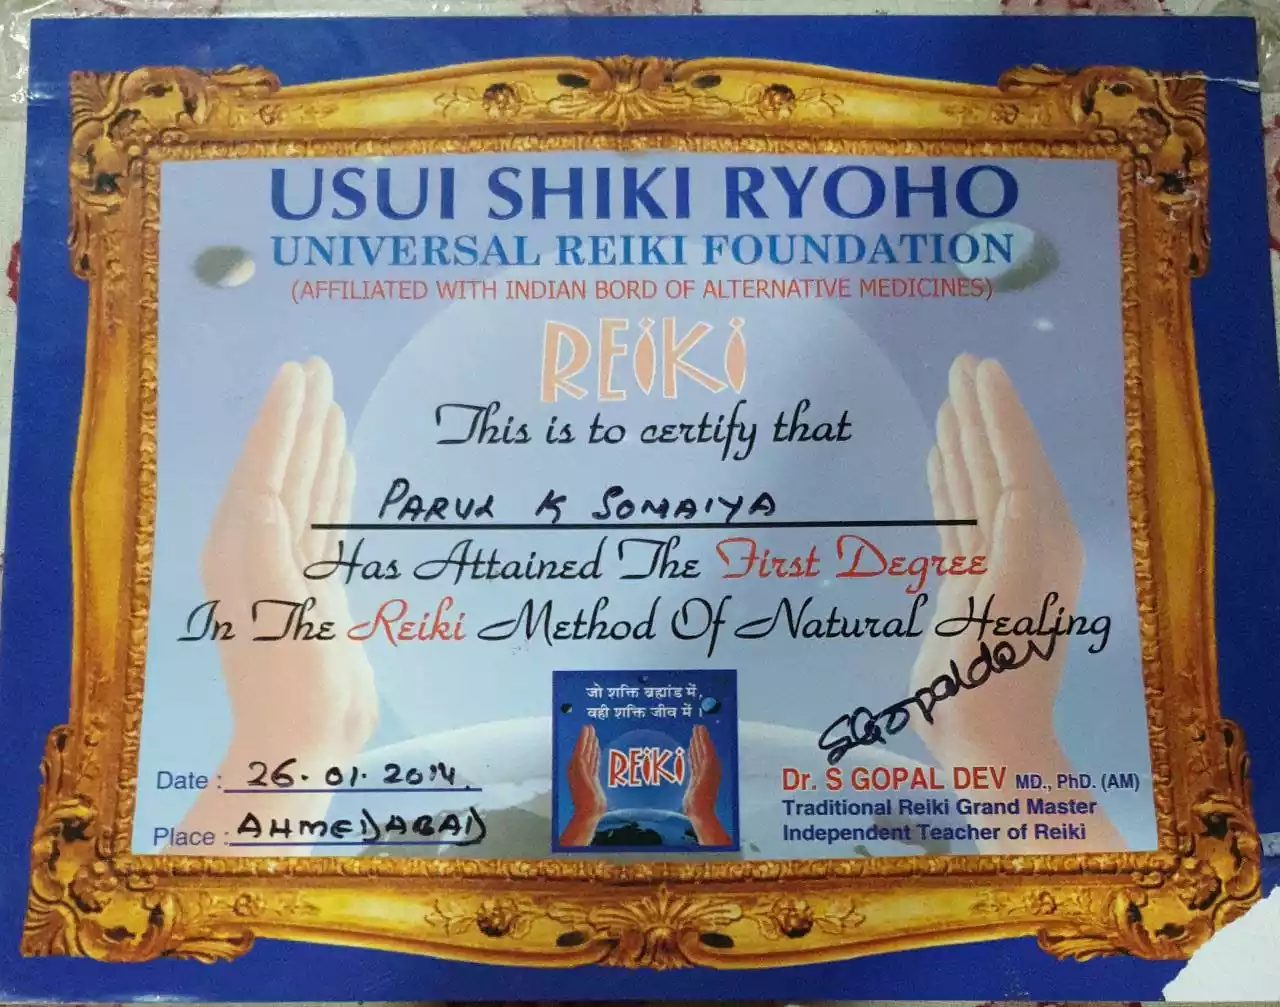 USUI SHIKI RYOHO
UNIVERSAL REIKI FOUNDATION
(AFFILIATED WITH INDIAN BORD OF ALTERNATIVE MEDICINES)
REiKi
This is to certify that
PARUL K SOMAIYA
Has Attained The First Degree
In The Reiki Method Of Natural Healing
SGopaldev
जो शक्ति ब्रह्मांड में,
वही शक्ति जीव में ।
REiKi
Date : 26.01.2014.
Place : AHMEDABAD
Dr. S GOPAL DEV MD., PhD. (AM)
Traditional Reiki Grand Master
Independent Teacher of Reiki